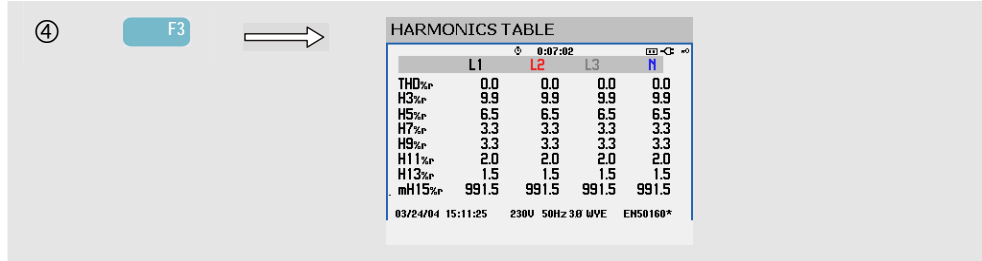 ④ F3
HARMONICS TABLE
0:07:02
L1 L2 L3 N
THD%r 0.0 0.0 0.0 0.0
H3%r 9.9 9.9 9.9 9.9
H5%r 6.5 6.5 6.5 6.5
H7%r 3.3 3.3 3.3 3.3
H9%r 3.3 3.3 3.3 3.3
H11%r 2.0 2.0 2.0 2.0
H13%r 1.5 1.5 1.5 1.5
mH15%r 991.5 991.5 991.5 991.5
03/24/04 15:11:25 230V 50Hz 3Ø WYE EN50160*